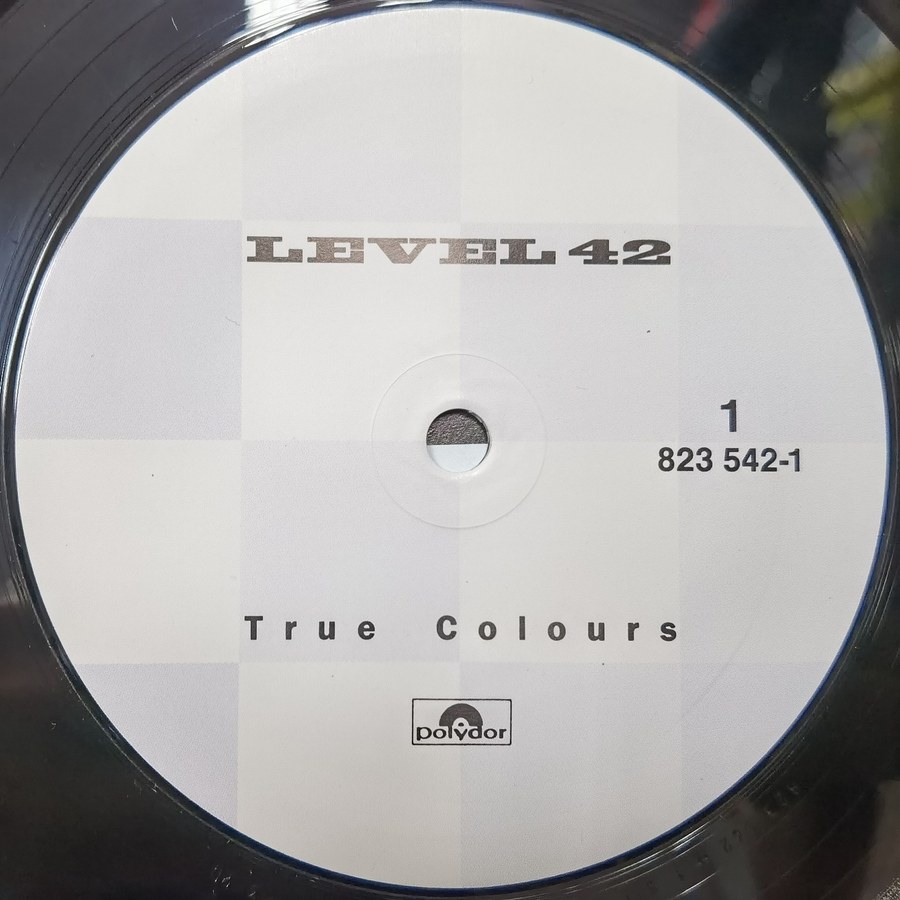 LEVEL 42
1
823 542-1
True Colours
polydor